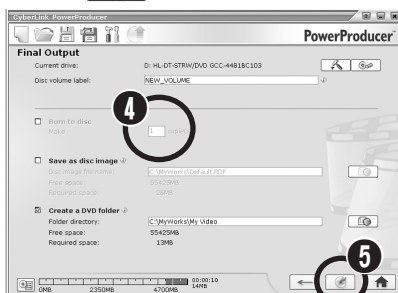 CyberLink PowerProducer
PowerProducer
Final Output
Current drive: D: HL-DT-STRW/DVD GCC-4481BC103
Disc volume label: NEW_VOLUME
4
Burn to disc
Make 1 copies
Save as disc image
Disc image file name: C:\MyWorks\Default.RDF
Free space: 55425MB
Required space: 26MB
Create a DVD folder
Folder directory: C:\MyWorks\My Video
Free space: 55425MB
Required space: 13MB
5
00:00:10
14MB
0MB 2350MB 4700MB